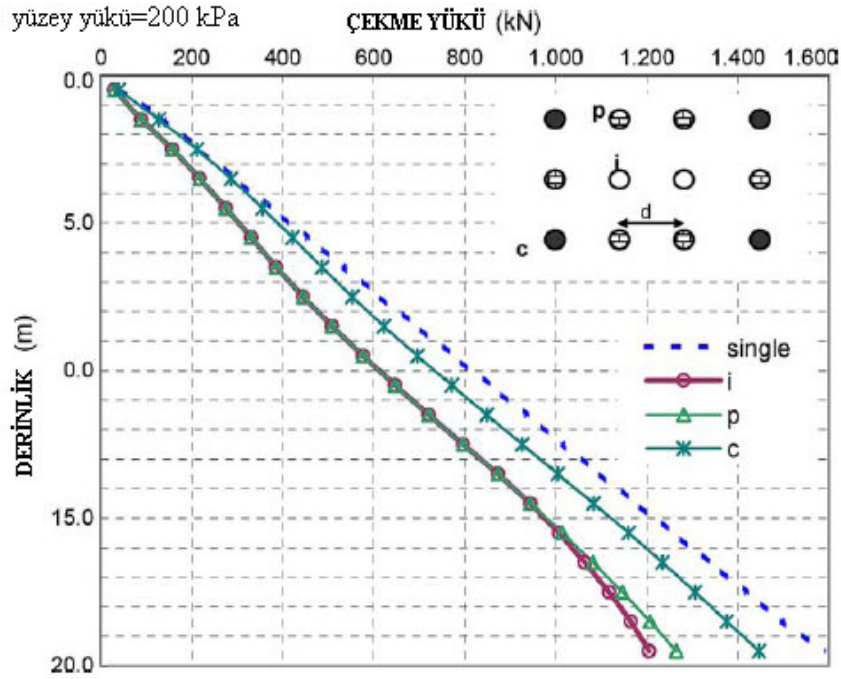 yüzey yükü=200 kPa
ÇEKME YÜKÜ (kN)
0 200 400 600 800 1.000 1.200 1.400 1.600
0.0
5.0
0.0
15.0
20.0
DERİNLİK (m)
p
i
d
c
single
i
p
c